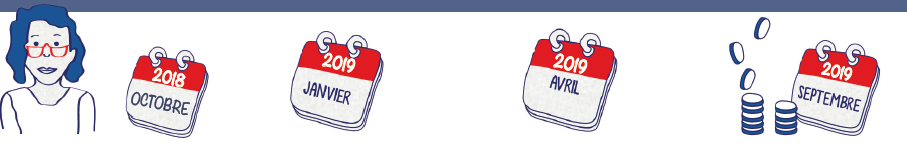 2018
OCTOBRE
2019
JANVIER
2019
AVRIL
2019
SEPTEMBRE